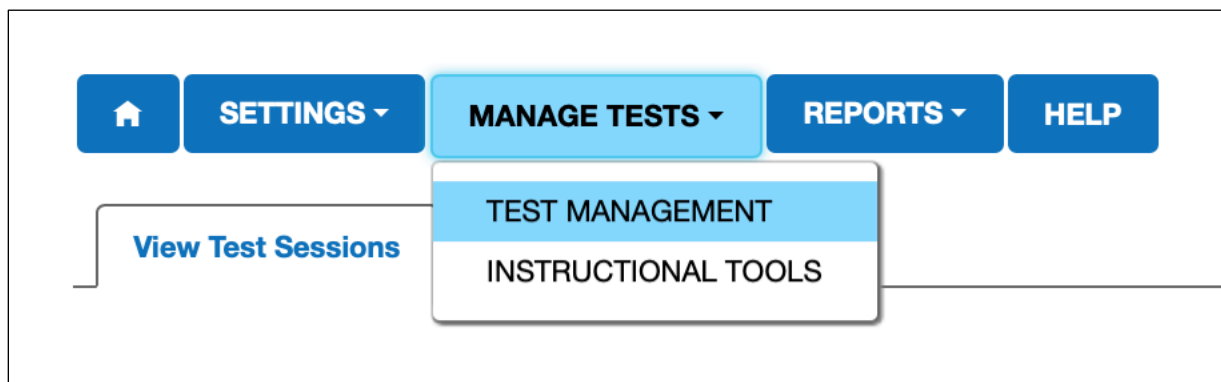 SETTINGS MANAGE TESTS REPORTS HELP
TEST MANAGEMENT
View Test Sessions
INSTRUCTIONAL TOOLS